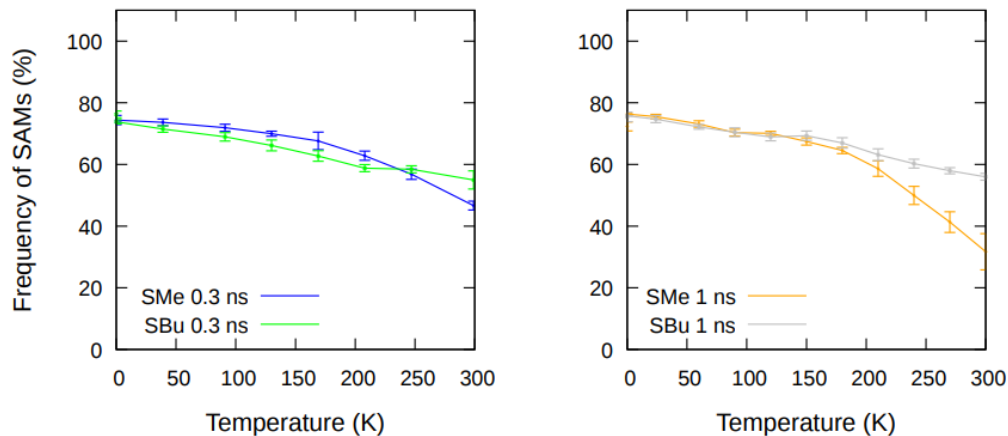 Frequency of SAMs (%)
100
80
60
40
20
0
SMe 0.3 ns
SBu 0.3 ns
0 50 100 150 200 250 300
Temperature (K)
100
80
60
40
20
0
SMe 1 ns
SBu 1 ns
0 50 100 150 200 250 300
Temperature (K)